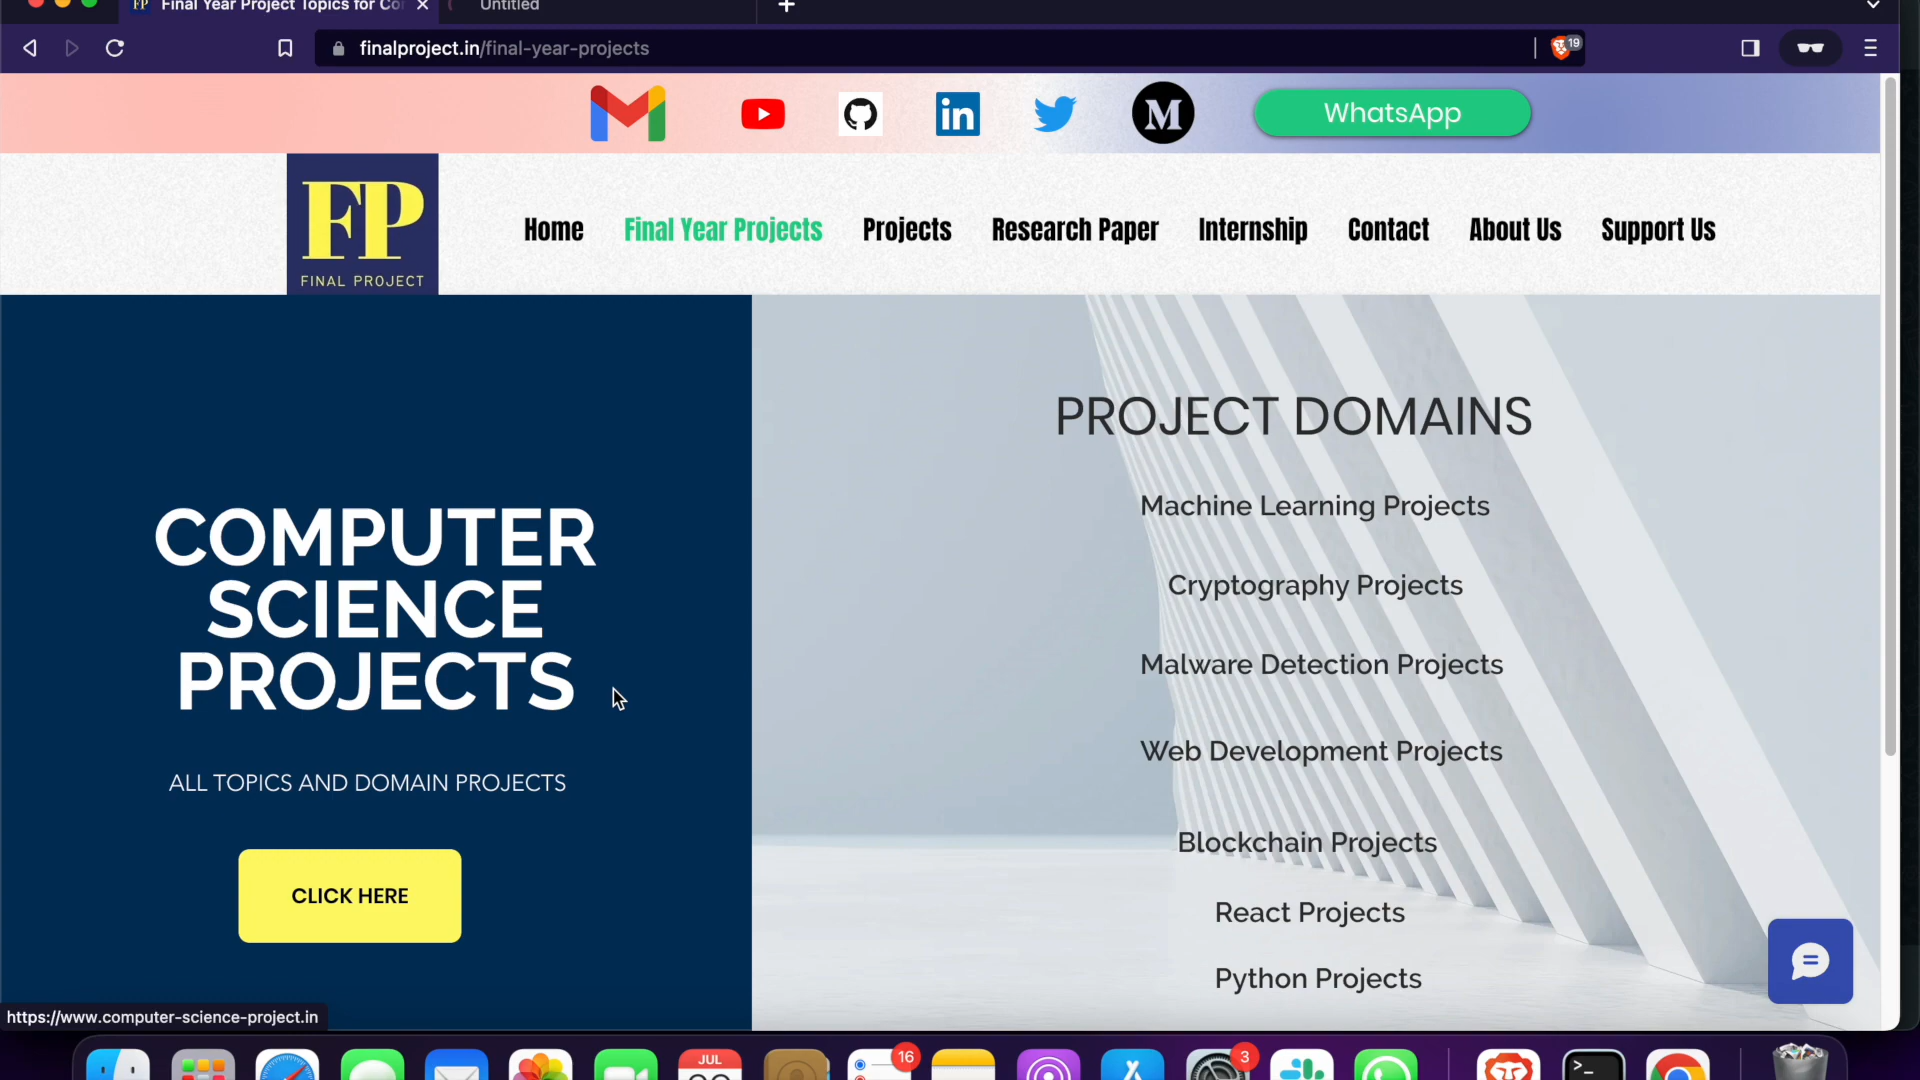 FP Final Year Project Topics for Co
Untitled
finalproject.in/final-year-projects
19
M
WhatsApp
FP
FINAL PROJECT
Home Final Year Projects Projects Research Paper Internship Contact About Us Support Us
COMPUTER
SCIENCE
PROJECTS
ALL TOPICS AND DOMAIN PROJECTS
CLICK HERE
PROJECT DOMAINS
Machine Learning Projects
Cryptography Projects
Malware Detection Projects
Web Development Projects
Blockchain Projects
React Projects
Python Projects
https://www.computer-science-project.in
JUL
16
3